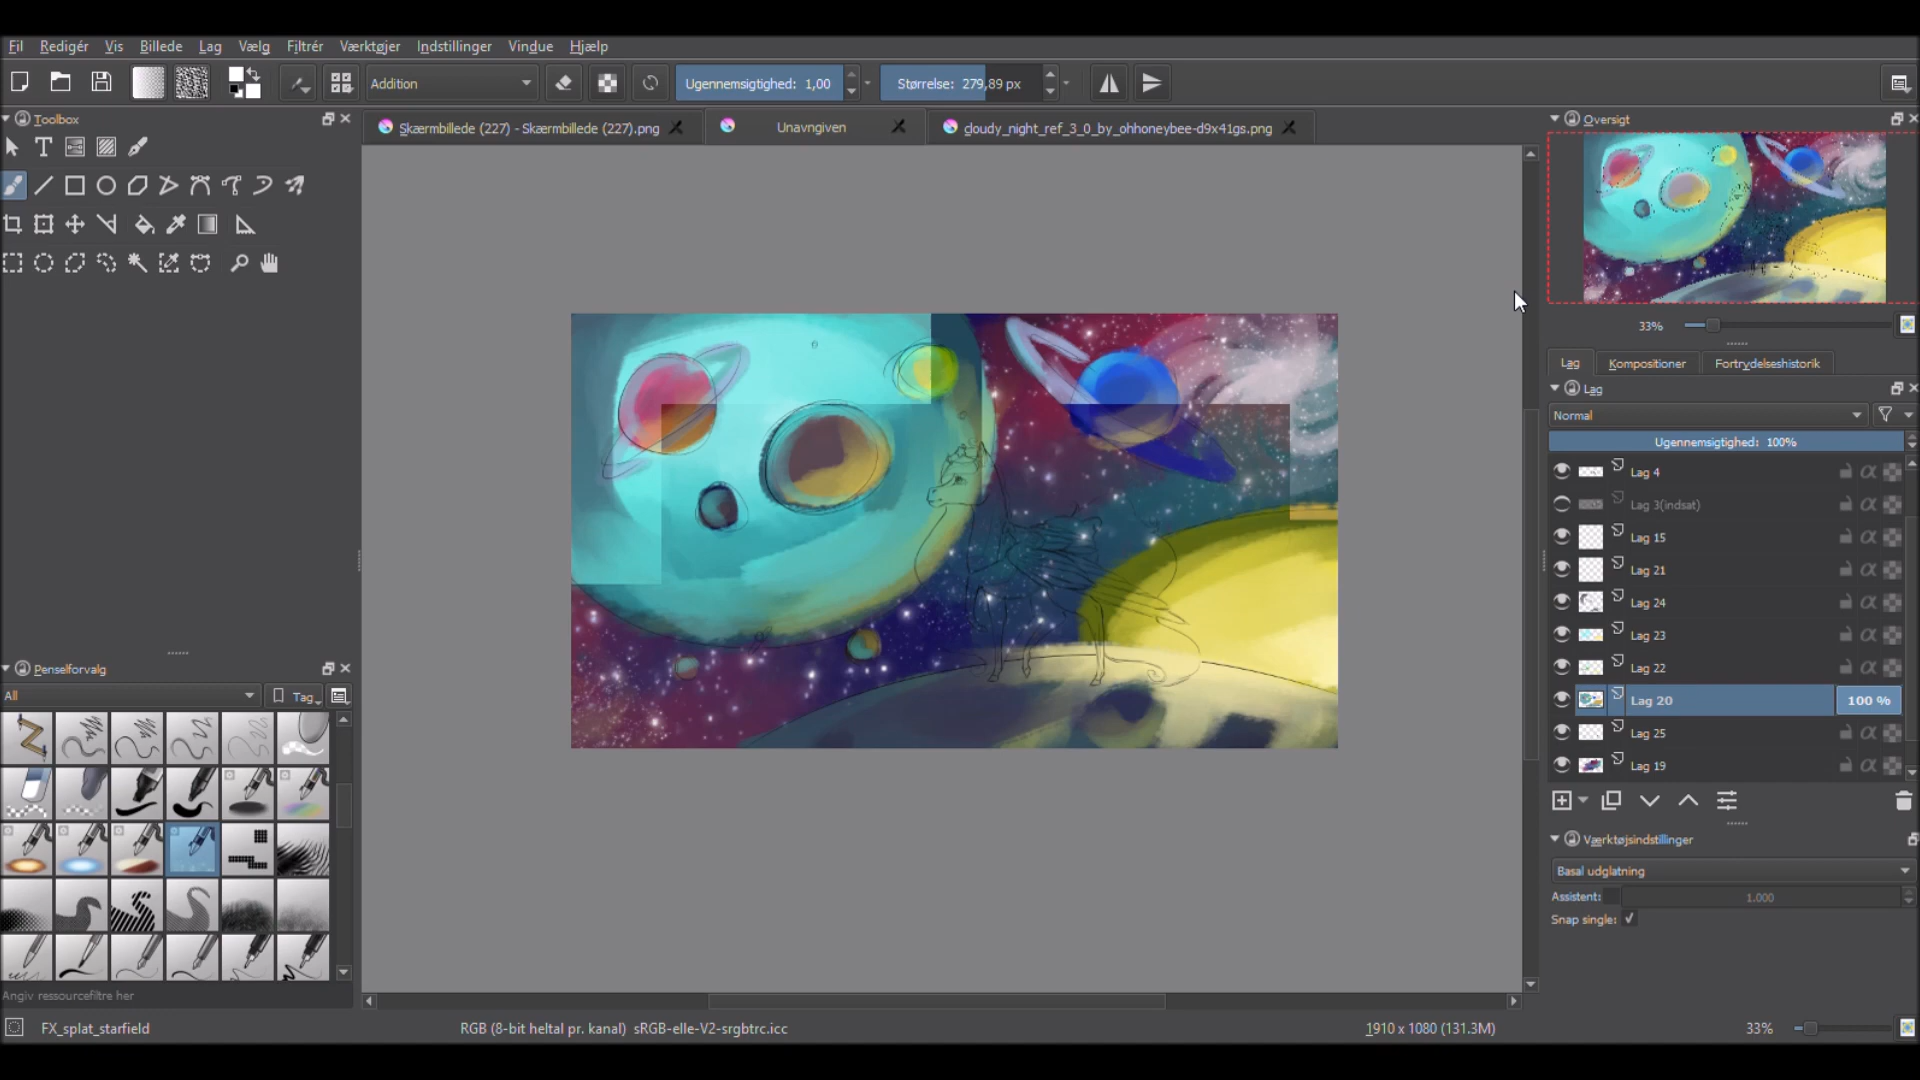 Fil Redigér Vis Billede Lag Vælg Filtrér Værktøjer Indstillinger Vindue Hjælp
Addition Ugennemsigtighed: 1,00 Størrelse: 279,89 px
Toolbox
Skærmbillede (227) - Skærmbillede (227).png Unavngiven cloudy_night_ref_3_0_by_ohhoneybee-d9x41gs.png
Oversigt
33%
Lag Kompositioner Fortrydelseshistorik
Lag
Normal
Ugennemsigtighed: 100%
Lag 4
Lag 3(indsat)
Lag 15
Lag 21
Lag 24
Lag 23
Lag 22
Lag 20 100 %
Lag 25
Lag 19
Penselforvalg
All Tag
Værktøjsindstillinger
Basal udglatning
Assistent: 1.000
Snap single:
Angiv ressourcefiltre her
FX_splat_starfield RGB (8-bit heltal pr. kanal) sRGB-elle-V2-srgbtrc.icc 1910 x 1080 (131.3M) 33%